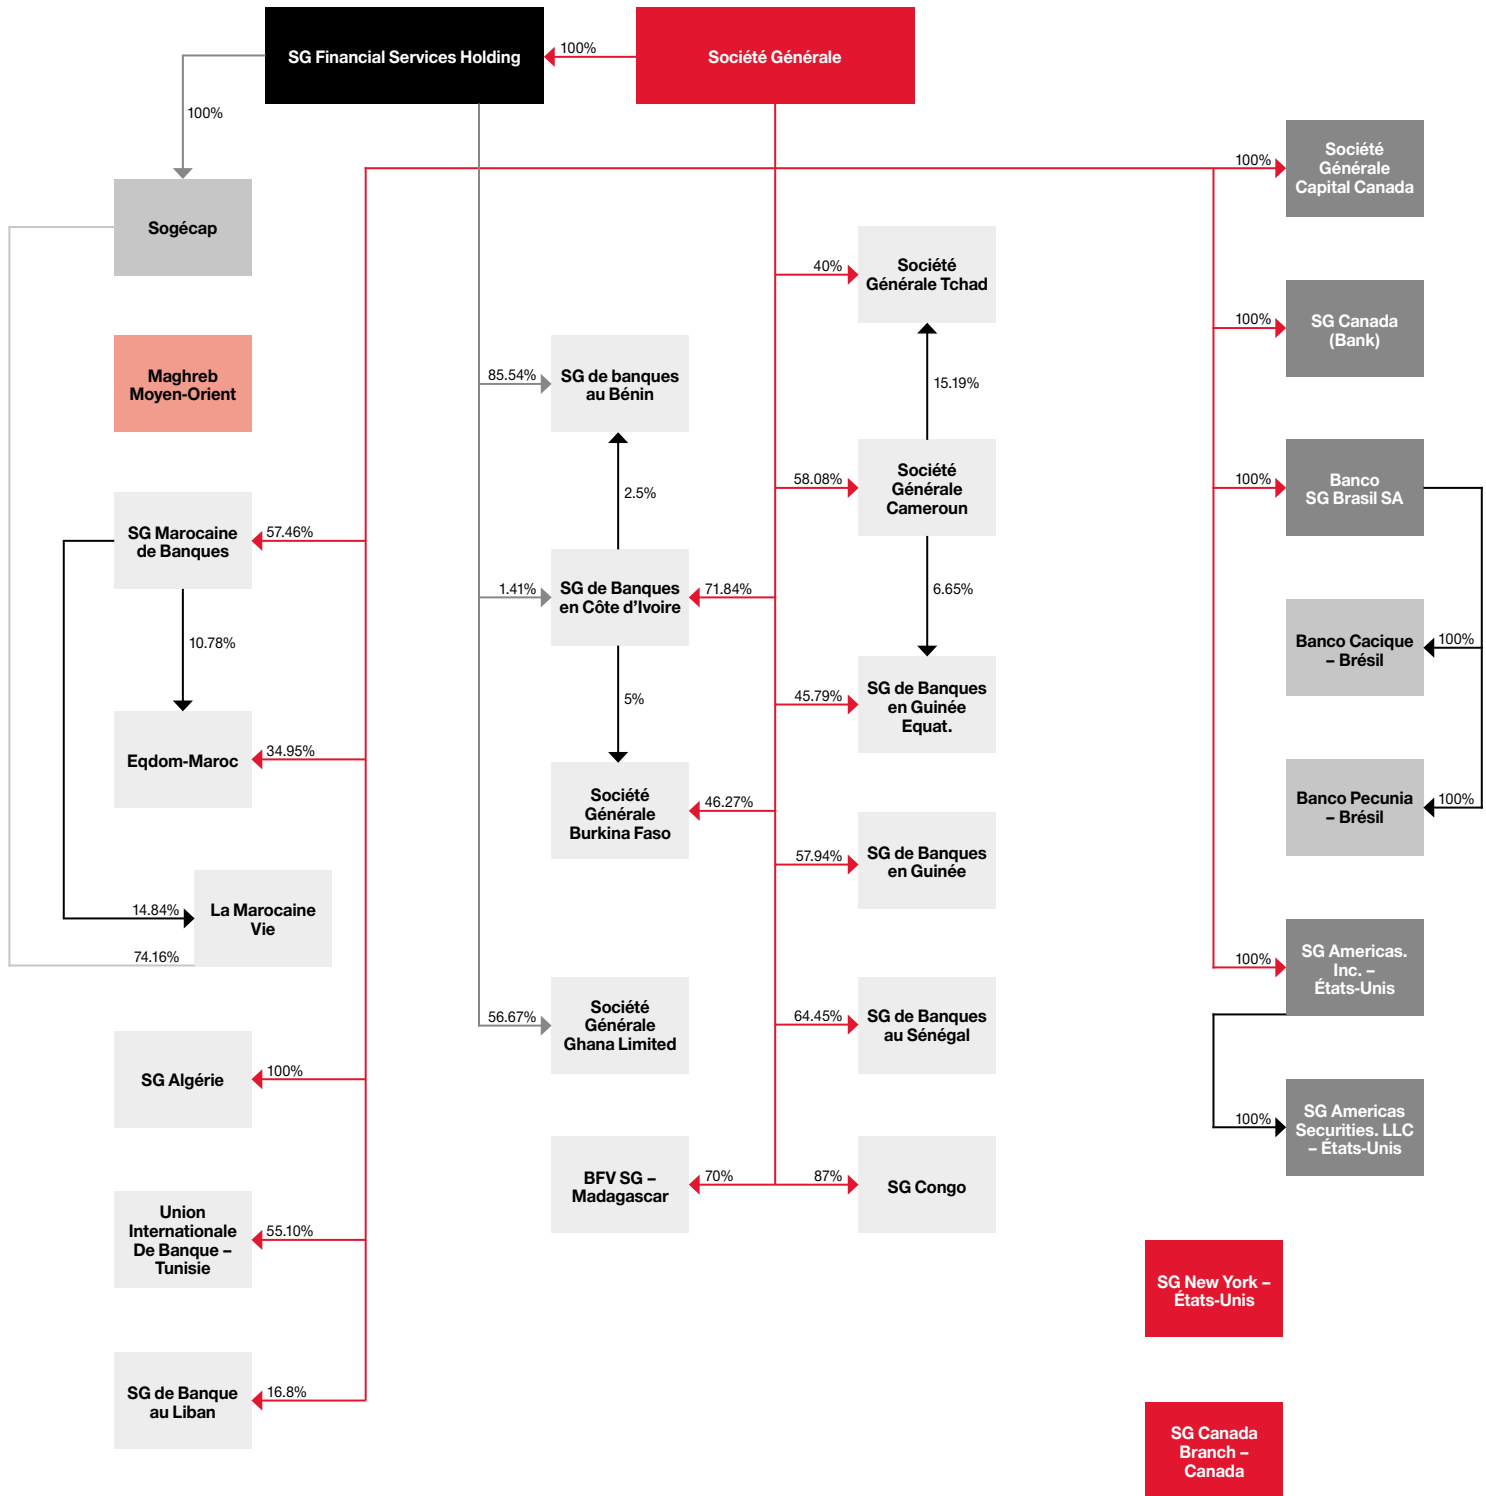 SG Financial Services Holding
100%
Société Générale
100%
Sogécap
Maghreb
Moyen-Orient
SG Marocaine
de Banques
57.46%
10.78%
Eqdom-Maroc
34.95%
14.84%
La Marocaine
Vie
74.16%
SG Algérie
100%
Union
Internationale
De Banque –
Tunisie
55.10%
SG de Banque
au Liban
16.8%
85.54%
SG de banques
au Bénin
2.5%
1.41%
SG de Banques
en Côte d’Ivoire
71.84%
5%
Société
Générale
Burkina Faso
46.27%
56.67%
Société
Générale
Ghana Limited
BFV SG –
Madagascar
70%
40%
Société
Générale Tchad
15.19%
58.08%
Société
Générale
Cameroun
6.65%
45.79%
SG de Banques
en Guinée
Equat.
57.94%
SG de Banques
en Guinée
64.45%
SG de Banques
au Sénégal
87%
SG Congo
100%
Société
Générale
Capital Canada
100%
SG Canada
(Bank)
100%
Banco
SG Brasil SA
Banco Cacique
– Brésil
100%
Banco Pecunia
– Brésil
100%
100%
SG Americas.
Inc. –
États-Unis
100%
SG Americas
Securities. LLC
– États-Unis
SG New York –
États-Unis
SG Canada
Branch –
Canada